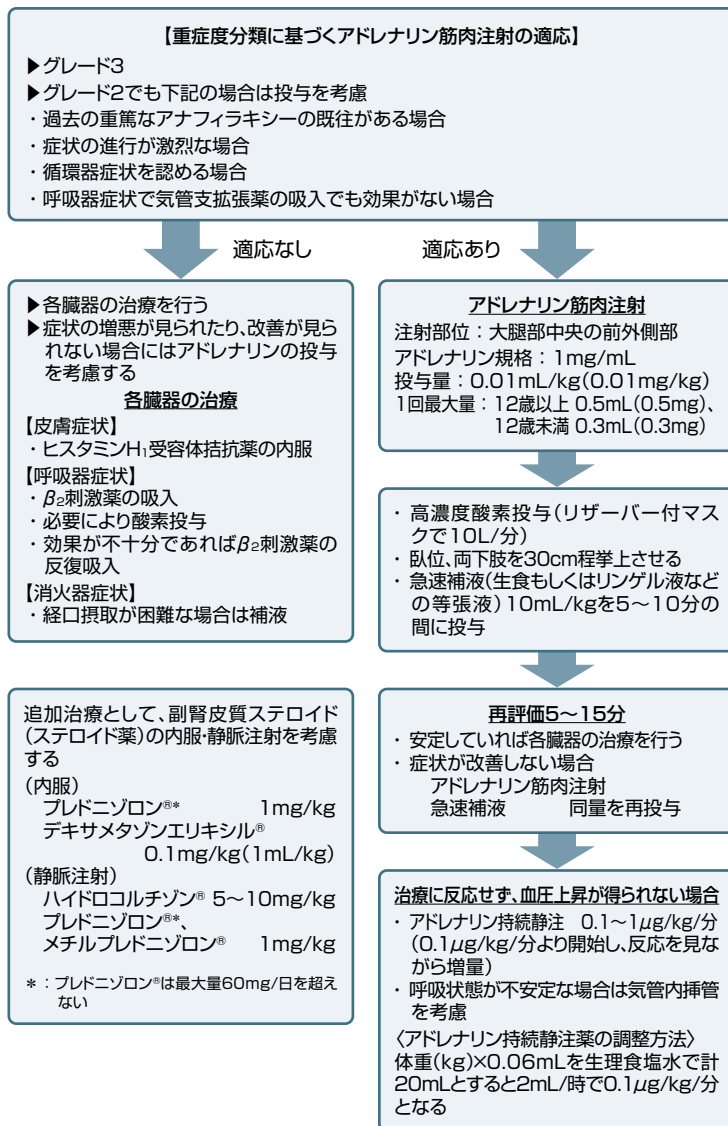 【重症度分類に基づくアドレナリン筋肉注射の適応】
▶グレード3
▶グレード2でも下記の場合は投与を考慮
・過去の重篤なアナフィラキシーの既往がある場合
・症状の進行が激烈な場合
・循環器症状を認める場合
・呼吸器症状で気管支拡張薬の吸入でも効果がない場合
適応なし
適応あり
▶各臓器の治療を行う
▶症状の増悪が見られたり、改善が見ら
れない場合にはアドレナリンの投与
を考慮する
各臓器の治療
【皮膚症状】
・ヒスタミンH₁受容体拮抗薬の内服
【呼吸器症状】
・β₂刺激薬の吸入
・必要により酸素投与
・効果が不十分であればβ₂刺激薬の
反復吸入
【消火器症状】
・経口摂取が困難な場合は補液
追加治療として、副腎皮質ステロイド
(ステロイド薬)の内服・静脈注射を考慮
する
(内服)
プレドニゾロン®* 1mg/kg
デキサメタゾンエリキシル®
0.1mg/kg(1mL/kg)
(静脈注射)
ハイドロコルチゾン® 5〜10mg/kg
プレドニゾロン®*、
メチルプレドニゾロン® 1mg/kg
*：プレドニゾロン®は最大量60mg/日を超え
ない
アドレナリン筋肉注射
注射部位：大腿部中央の前外側部
アドレナリン規格：1mg/mL
投与量：0.01mL/kg(0.01mg/kg)
1回最大量：12歳以上 0.5mL(0.5mg)、
12歳未満 0.3mL(0.3mg)
・高濃度酸素投与(リザーバー付マス
クで10L/分)
・臥位、両下肢を30cm程挙上させる
・急速補液(生食もしくはリンゲル液など
の等張液)10mL/kgを5〜10分の
間に投与
再評価5〜15分
・安定していれば各臓器の治療を行う
・症状が改善しない場合
アドレナリン筋肉注射
急速補液 同量を再投与
治療に反応せず、血圧上昇が得られない場合
・アドレナリン持続静注 0.1〜1μg/kg/分
(0.1μg/kg/分より開始し、反応を見な
がら増量)
・呼吸状態が不安定な場合は気管内挿管
を考慮
〈アドレナリン持続静注薬の調整方法〉
体重(kg)×0.06mLを生理食塩水で計
20mLとすると2mL/時で0.1μg/kg/分
となる